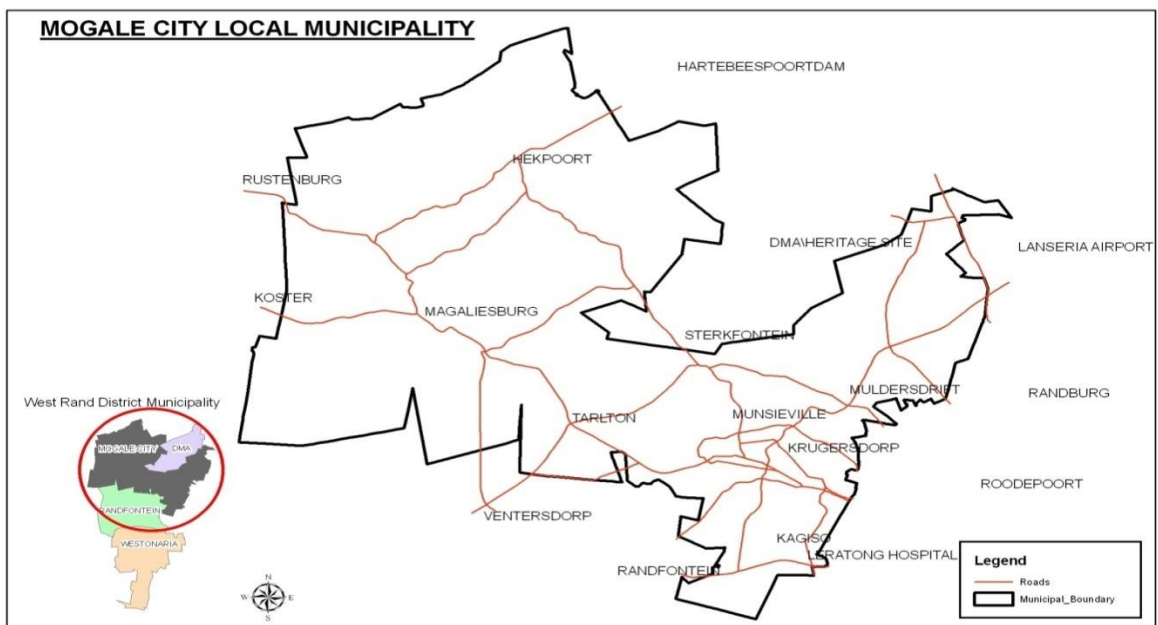 MOGALE CITY LOCAL MUNICIPALITY
HARTEBEESPOORTDAM
HEKPOORT
RUSTENBURG
DMA\HERITAGE SITE
LANSERIA AIRPORT
KOSTER
MAGALIESBURG
STERKFONTEIN
MULDERSDRIFT
RANDBURG
TARLTON
MUNSIEVILLE
KRUGERSDORP
ROODEPOORT
VENTERSDORP
KAGISO
LERATONG HOSPITAL
RANDFONTEIN
West Rand District Municipality
MOGALE CITY
DMA
RANDFONTEIN
WESTONARIA
N
W
E
S
Legend
Roads
Municipal_Boundary